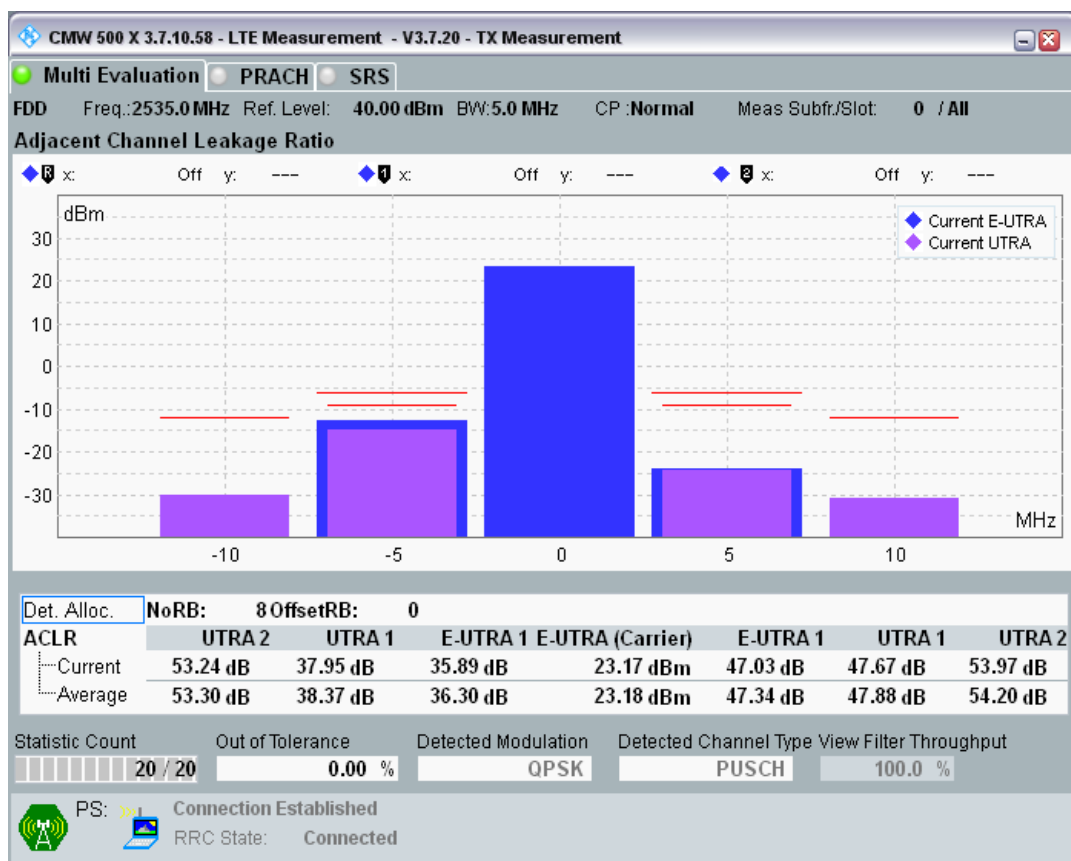 CMW 500 X 3.7.10.58 - LTE Measurement - V3.7.20 - TX Measurement
Multi Evaluation PRACH SRS
FDD Freq.:2535.0 MHz Ref. Level: 40.00 dBm BW:5.0 MHz CP :Normal Meas Subfr./Slot: 0 / All
Adjacent Channel Leakage Ratio
R x: Off y: --- 1 x: Off y: --- 2 x: Off y: ---
dBm
Current E-UTRA
Current UTRA
30
20
10
0
-10
-20
-30
MHz
-10 -5 0 5 10
Det. Alloc. NoRB: 8 OffsetRB: 0
ACLR UTRA 2 UTRA 1 E-UTRA 1 E-UTRA (Carrier) E-UTRA 1 UTRA 1 UTRA 2
Current 53.24 dB 37.95 dB 35.89 dB 23.17 dBm 47.03 dB 47.67 dB 53.97 dB
Average 53.30 dB 38.37 dB 36.30 dB 23.18 dBm 47.34 dB 47.88 dB 54.20 dB
Statistic Count Out of Tolerance Detected Modulation Detected Channel Type View Filter Throughput
20 / 20 0.00 % QPSK PUSCH 100.0 %
PS: Connection Established
RRC State: Connected